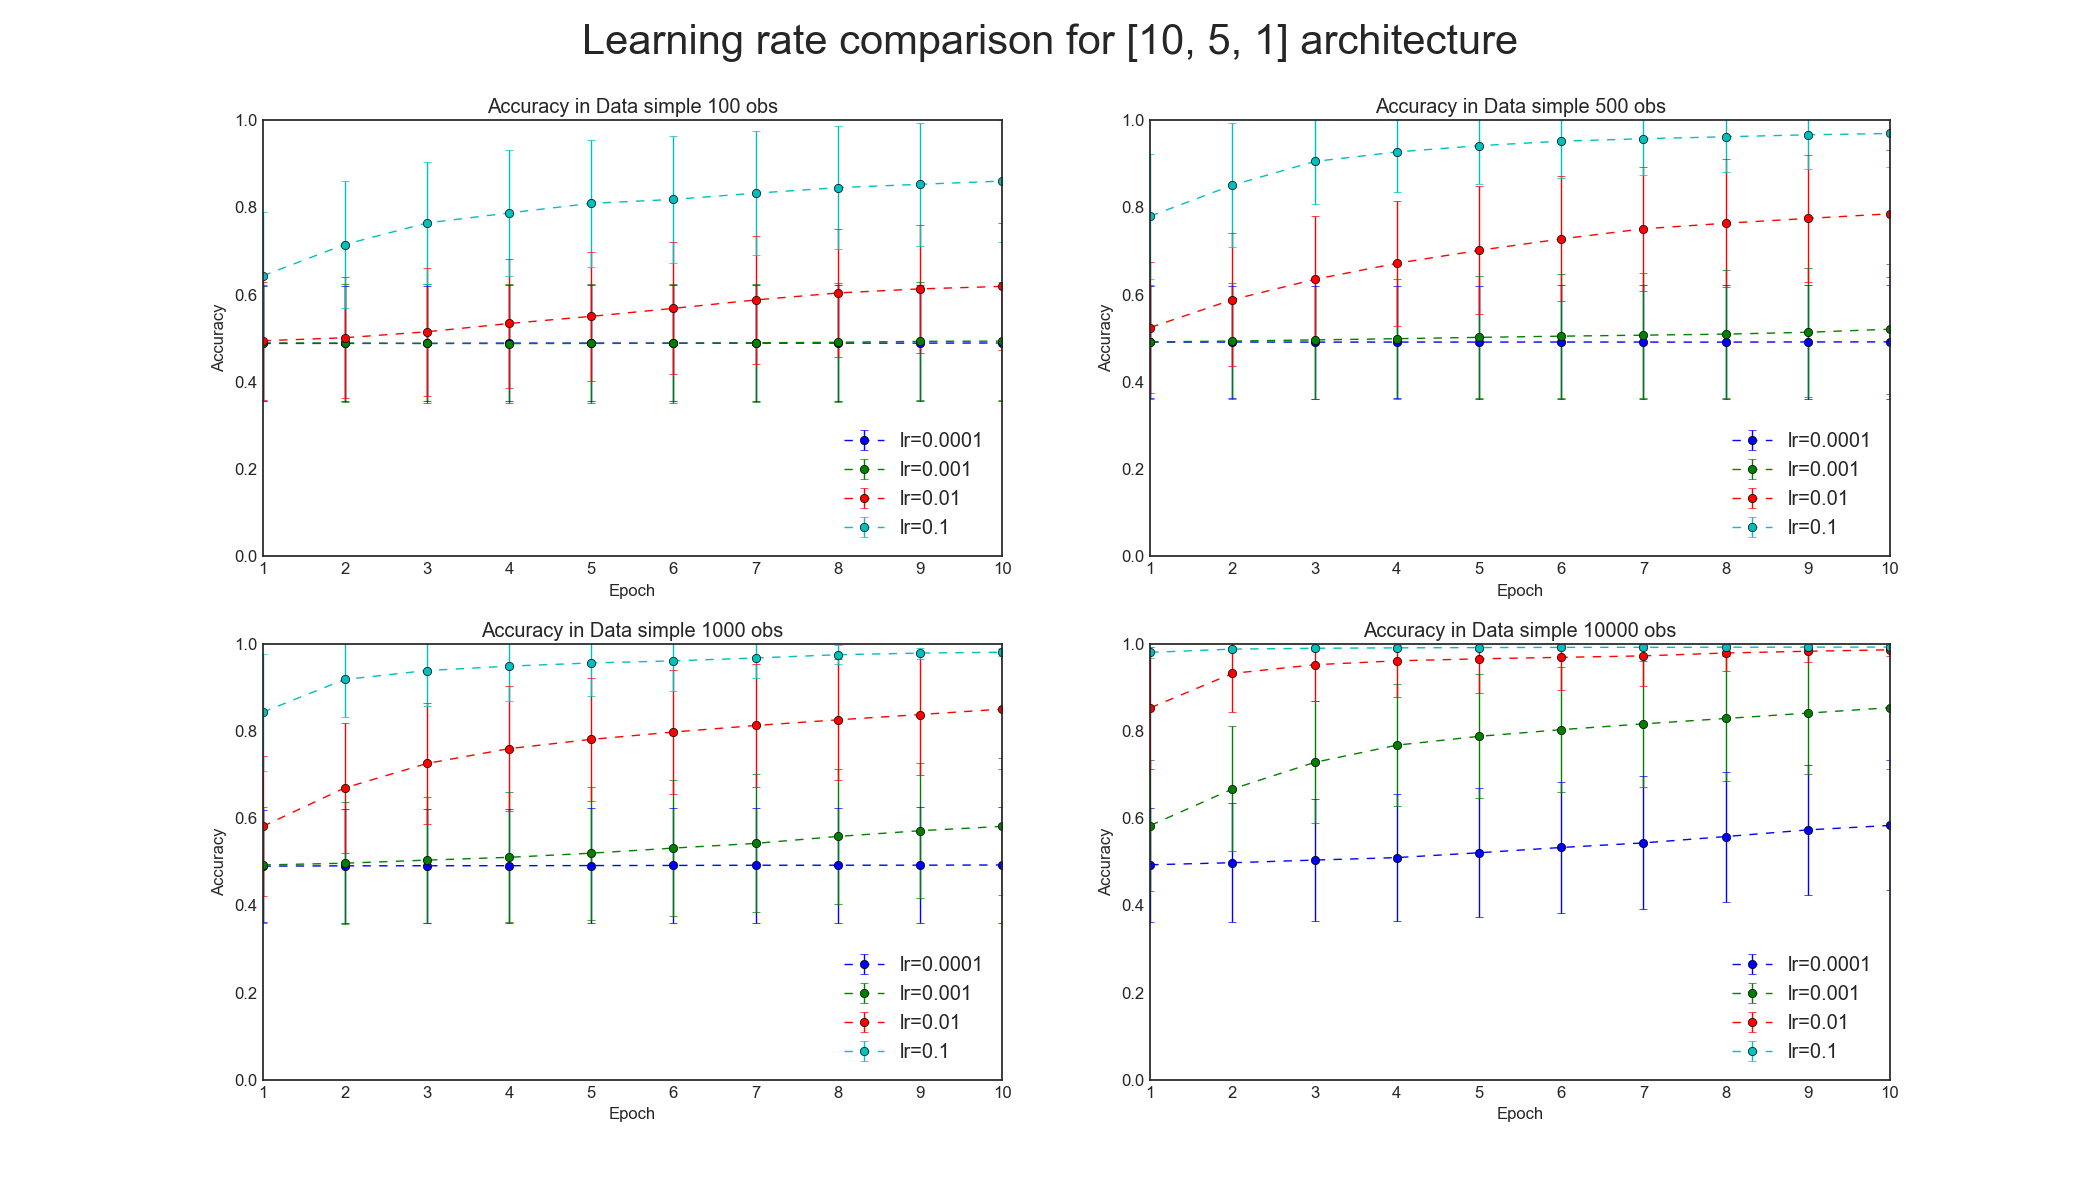 Learning rate comparison for [10, 5, 1] architecture
Accuracy in Data simple 100 obs
1.0
0.8
0.6
0.4
0.2
0.0
Accuracy
1 2 3 4 5 6 7 8 9 10
Epoch
lr=0.0001
lr=0.001
lr=0.01
lr=0.1
Accuracy in Data simple 500 obs
1.0
0.8
0.6
0.4
0.2
0.0
Accuracy
1 2 3 4 5 6 7 8 9 10
Epoch
lr=0.0001
lr=0.001
lr=0.01
lr=0.1
Accuracy in Data simple 1000 obs
1.0
0.8
0.6
0.4
0.2
0.0
Accuracy
1 2 3 4 5 6 7 8 9 10
Epoch
lr=0.0001
lr=0.001
lr=0.01
lr=0.1
Accuracy in Data simple 10000 obs
1.0
0.8
0.6
0.4
0.2
0.0
Accuracy
1 2 3 4 5 6 7 8 9 10
Epoch
lr=0.0001
lr=0.001
lr=0.01
lr=0.1